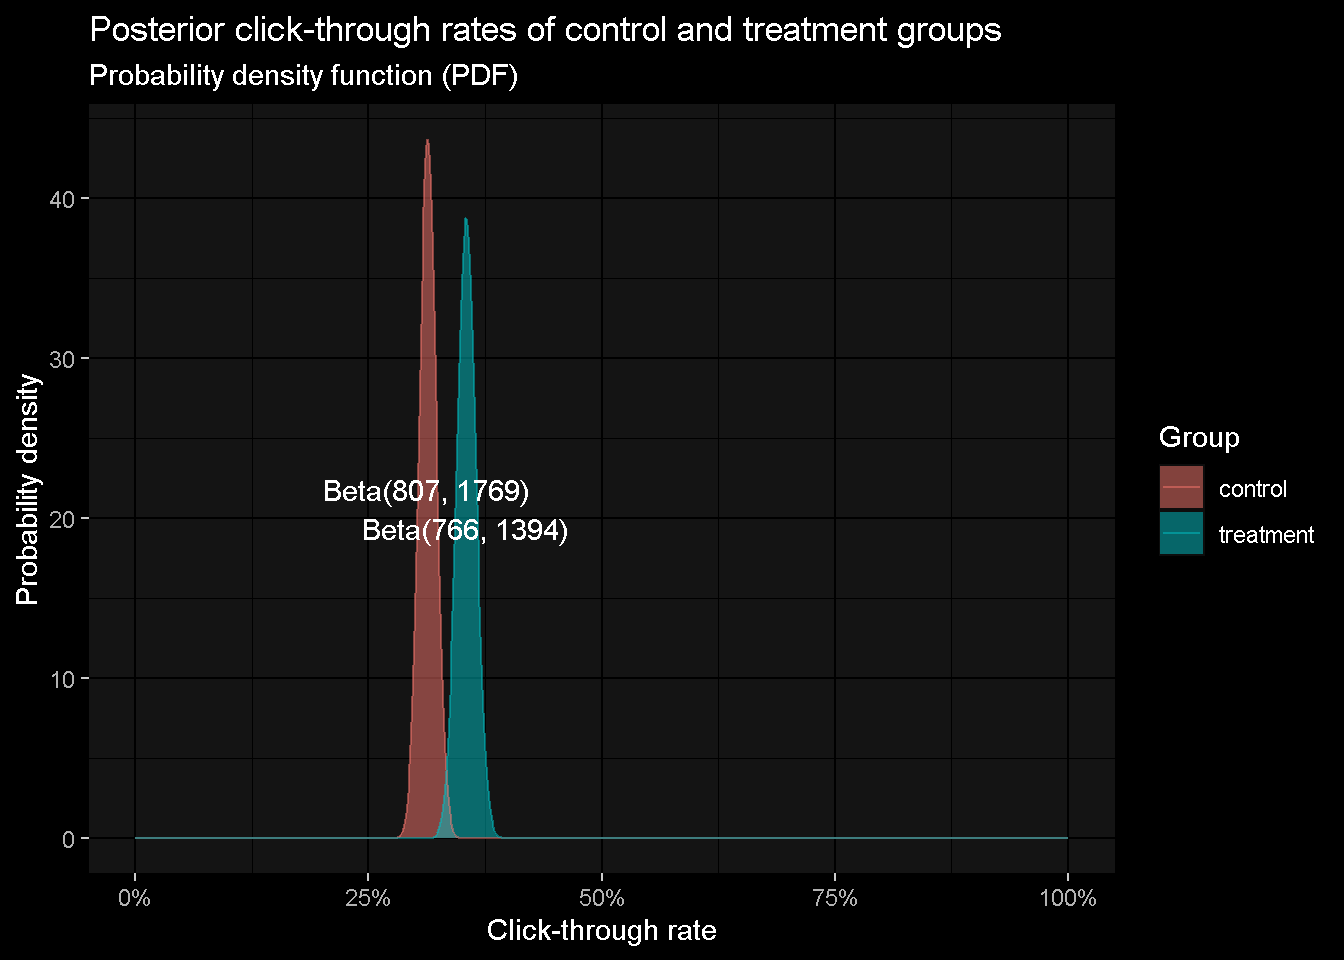 Posterior click-through rates of control and treatment groups
Probability density function (PDF)
Probability density
40
30
20
10
0
Beta(807, 1769)
Beta(766, 1394)
0%
25%
50%
75%
100%
Click-through rate
Group
control
treatment